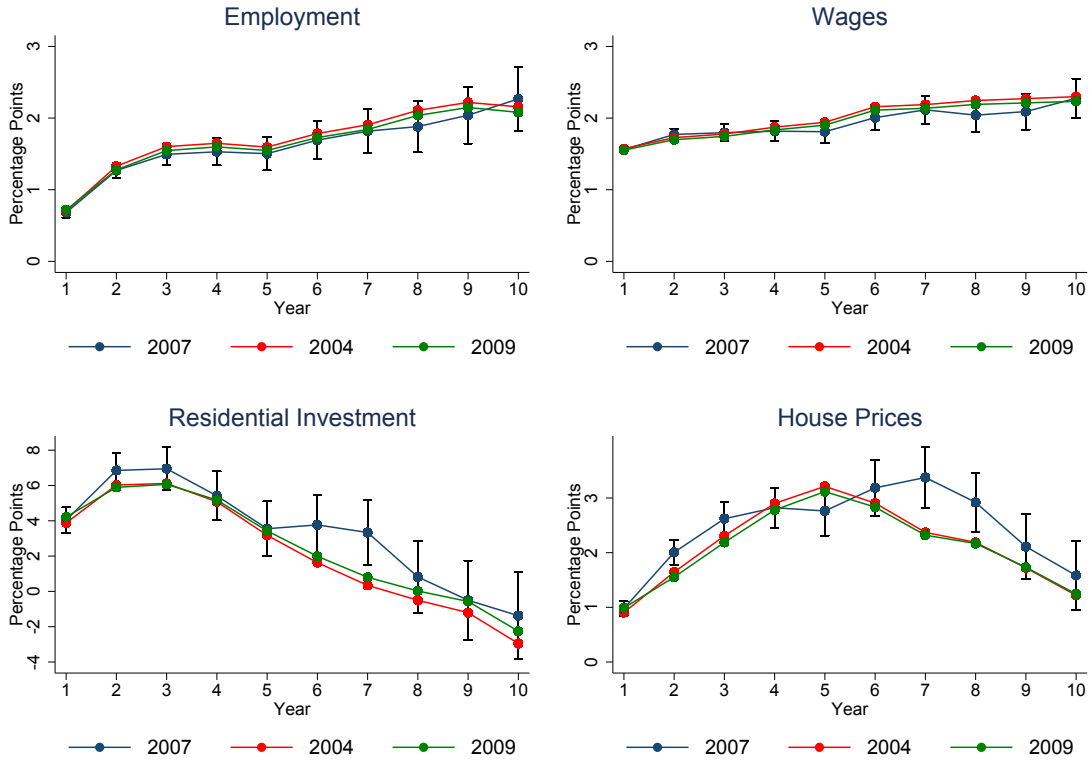 Employment
Percentage Points
0 1 2 3
1 2 3 4 5 6 7 8 9 10
Year
2007 2004 2009
Wages
Percentage Points
0 1 2 3
1 2 3 4 5 6 7 8 9 10
Year
2007 2004 2009
Residential Investment
Percentage Points
-4 -2 0 2 4 6 8
1 2 3 4 5 6 7 8 9 10
Year
2007 2004 2009
House Prices
Percentage Points
0 1 2 3
1 2 3 4 5 6 7 8 9 10
Year
2007 2004 2009